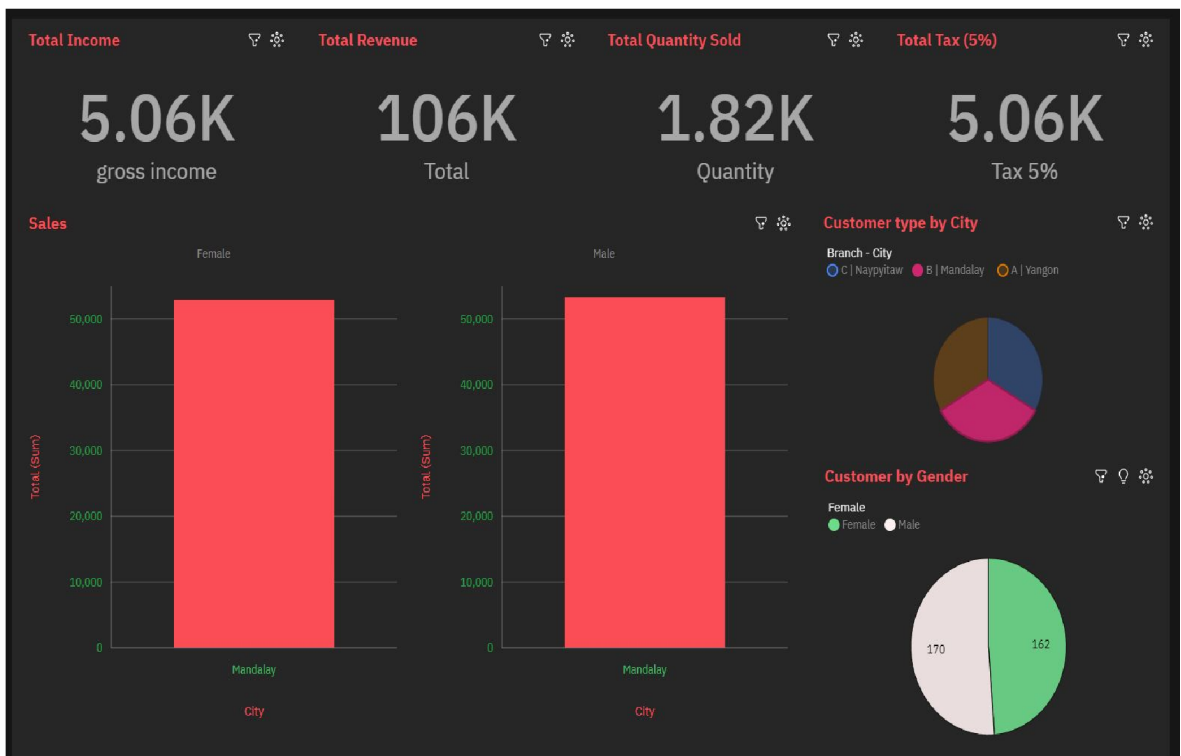 Total Income
Total Revenue
Total Quantity Sold
Total Tax (5%)
5.06K
106K
1.82K
5.06K
gross income
Total
Quantity
Tax 5%
Sales
Female
Male
50,000
40,000
30,000
20,000
10,000
0
Total (Sum)
Mandalay
City
50,000
40,000
30,000
20,000
10,000
0
Total (Sum)
Mandalay
City
Customer type by City
Branch - City
C | Naypyitaw B | Mandalay A | Yangon
Customer by Gender
Female
Female Male
170
162